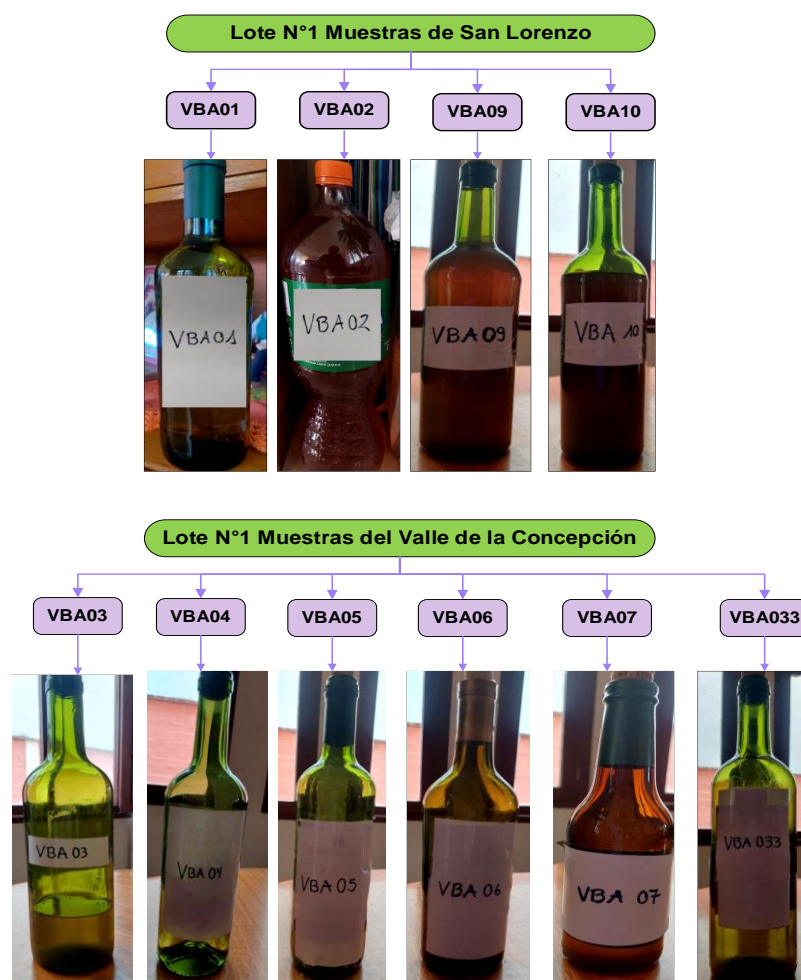 Lote N°1 Muestras de San Lorenzo
VBA01
VBA02
VBA09
VBA10
VBA01
VBA02
VBA09
VBA 10
Lote N°1 Muestras del Valle de la Concepción
VBA03
VBA04
VBA05
VBA06
VBA07
VBA033
VBA 03
VBA 04
VBA 05
VBA 06
VBA 07
VBA 033